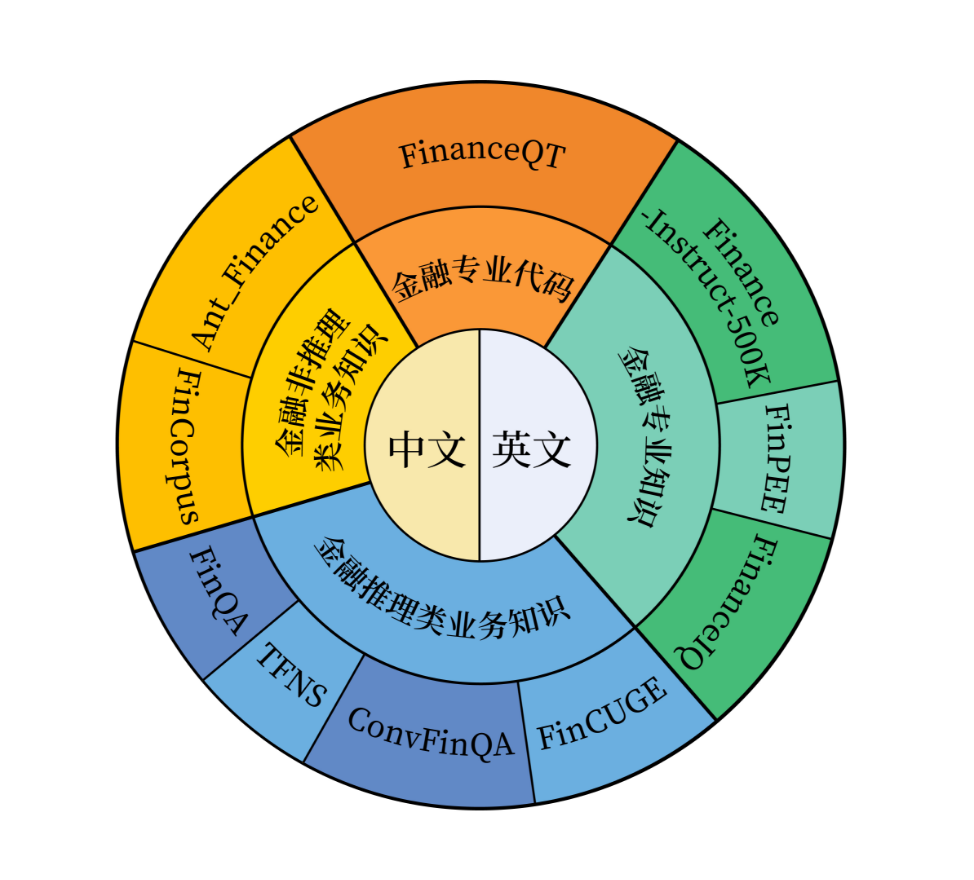 FinanceQT
金融专业代码
Finance
-Instruct-500K
FinPEE
FinanceIQ
金融专业知识
FinCUGE
ConvFinQA
TFNS
FinQA
金融推理类业务知识
FinCorpus
Ant_Finance
金融非推理
类业务知识
中文
英文